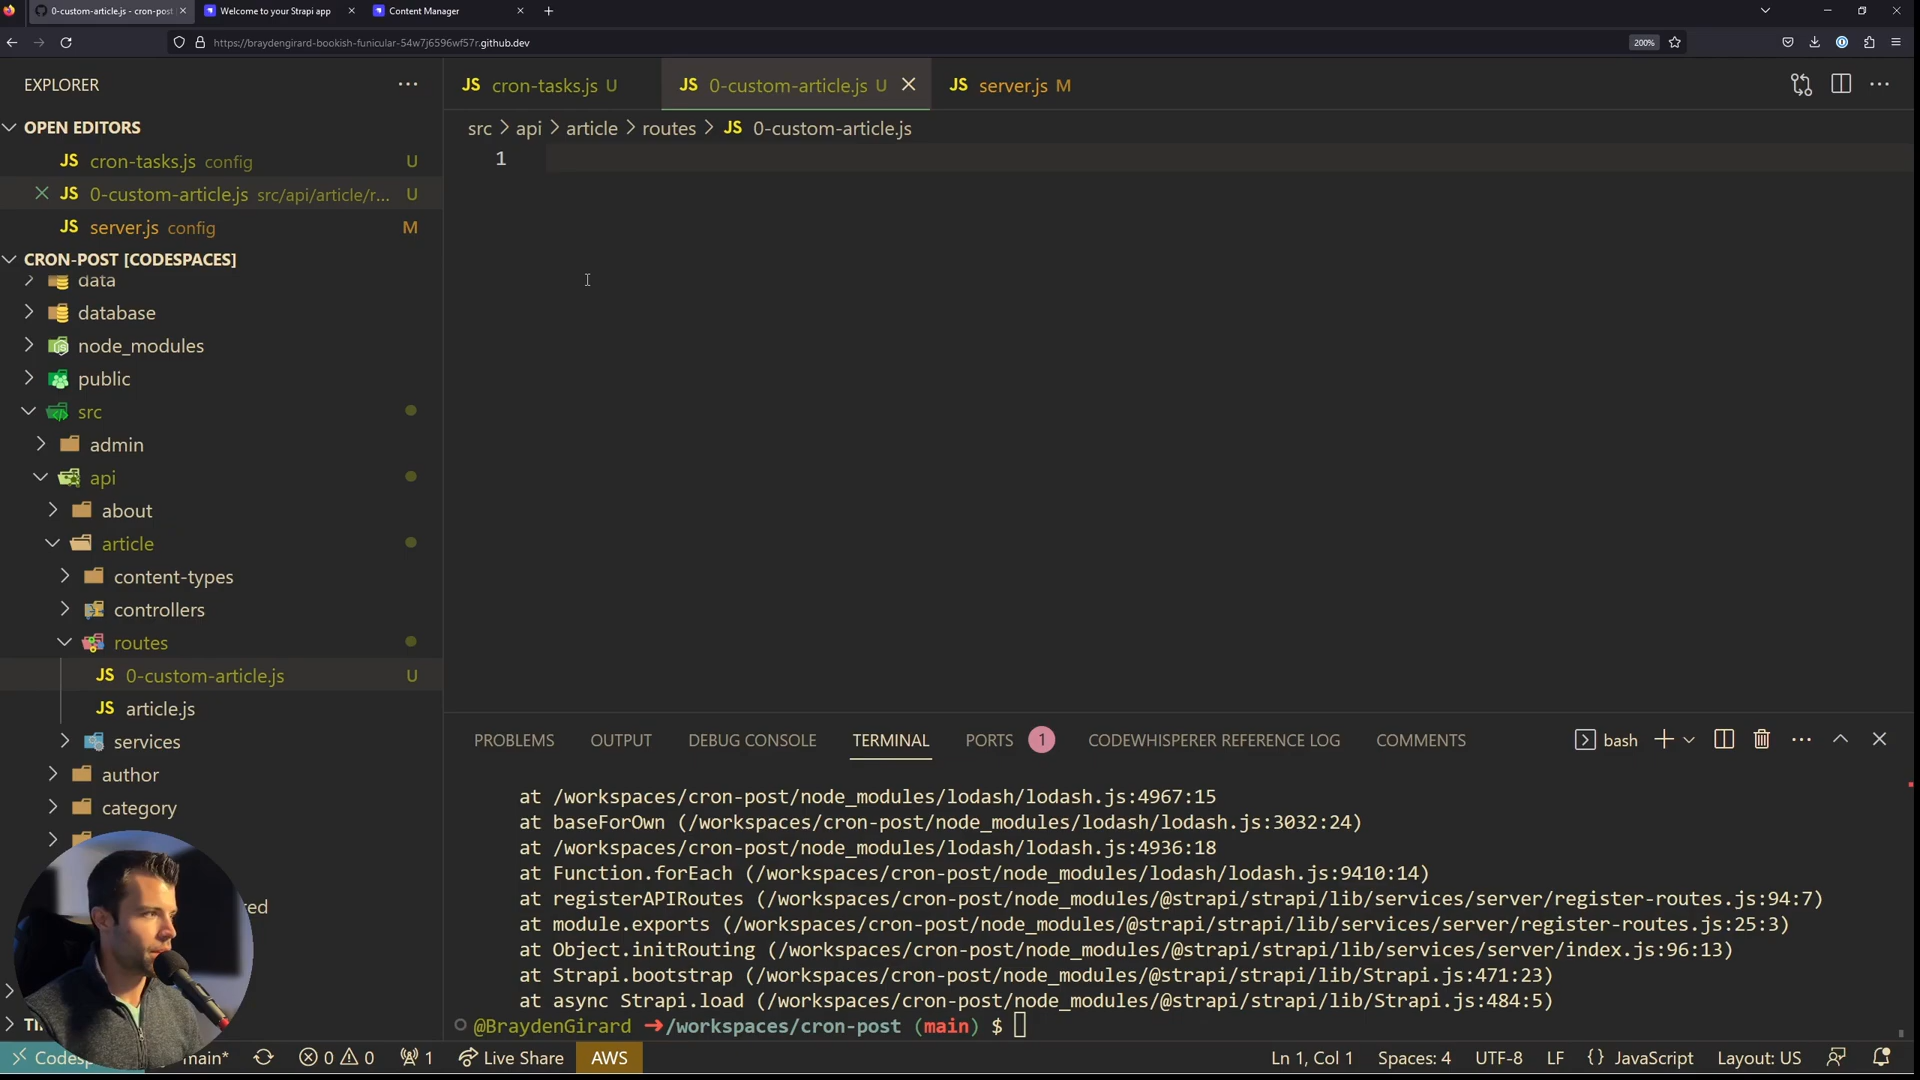 0-custom-article.js - cron-post
Welcome to your Strapi app
Content Manager
https://braydengirard-bookish-funicular-54w7j6596wf57r.github.dev
200%
EXPLORER
OPEN EDITORS
cron-tasks.js config U
0-custom-article.js src/api/article/r... U
server.js config M
CRON-POST [CODESPACES]
data
database
node_modules
public
src
admin
api
about
article
content-types
controllers
routes
0-custom-article.js U
article.js
services
author
category
JS cron-tasks.js U
JS 0-custom-article.js U
JS server.js M
src > api > article > routes > JS 0-custom-article.js
1
PROBLEMS OUTPUT DEBUG CONSOLE TERMINAL PORTS 1 CODEWHISPERER REFERENCE LOG COMMENTS
bash
at /workspaces/cron-post/node_modules/lodash/lodash.js:4967:15
at baseForOwn (/workspaces/cron-post/node_modules/lodash/lodash.js:3032:24)
at /workspaces/cron-post/node_modules/lodash/lodash.js:4936:18
at Function.forEach (/workspaces/cron-post/node_modules/lodash/lodash.js:9410:14)
at registerAPIRoutes (/workspaces/cron-post/node_modules/@strapi/strapi/lib/services/server/register-routes.js:94:7)
at module.exports (/workspaces/cron-post/node_modules/@strapi/strapi/lib/services/server/register-routes.js:25:3)
at Object.initRouting (/workspaces/cron-post/node_modules/@strapi/strapi/lib/services/server/index.js:96:13)
at Strapi.bootstrap (/workspaces/cron-post/node_modules/@strapi/strapi/lib/Strapi.js:471:23)
at async Strapi.load (/workspaces/cron-post/node_modules/@strapi/strapi/lib/Strapi.js:484:5)
@BraydenGirard ➜/workspaces/cron-post (main) $
main* 0 0 1 Live Share AWS
Ln 1, Col 1 Spaces: 4 UTF-8 LF {} JavaScript Layout: US